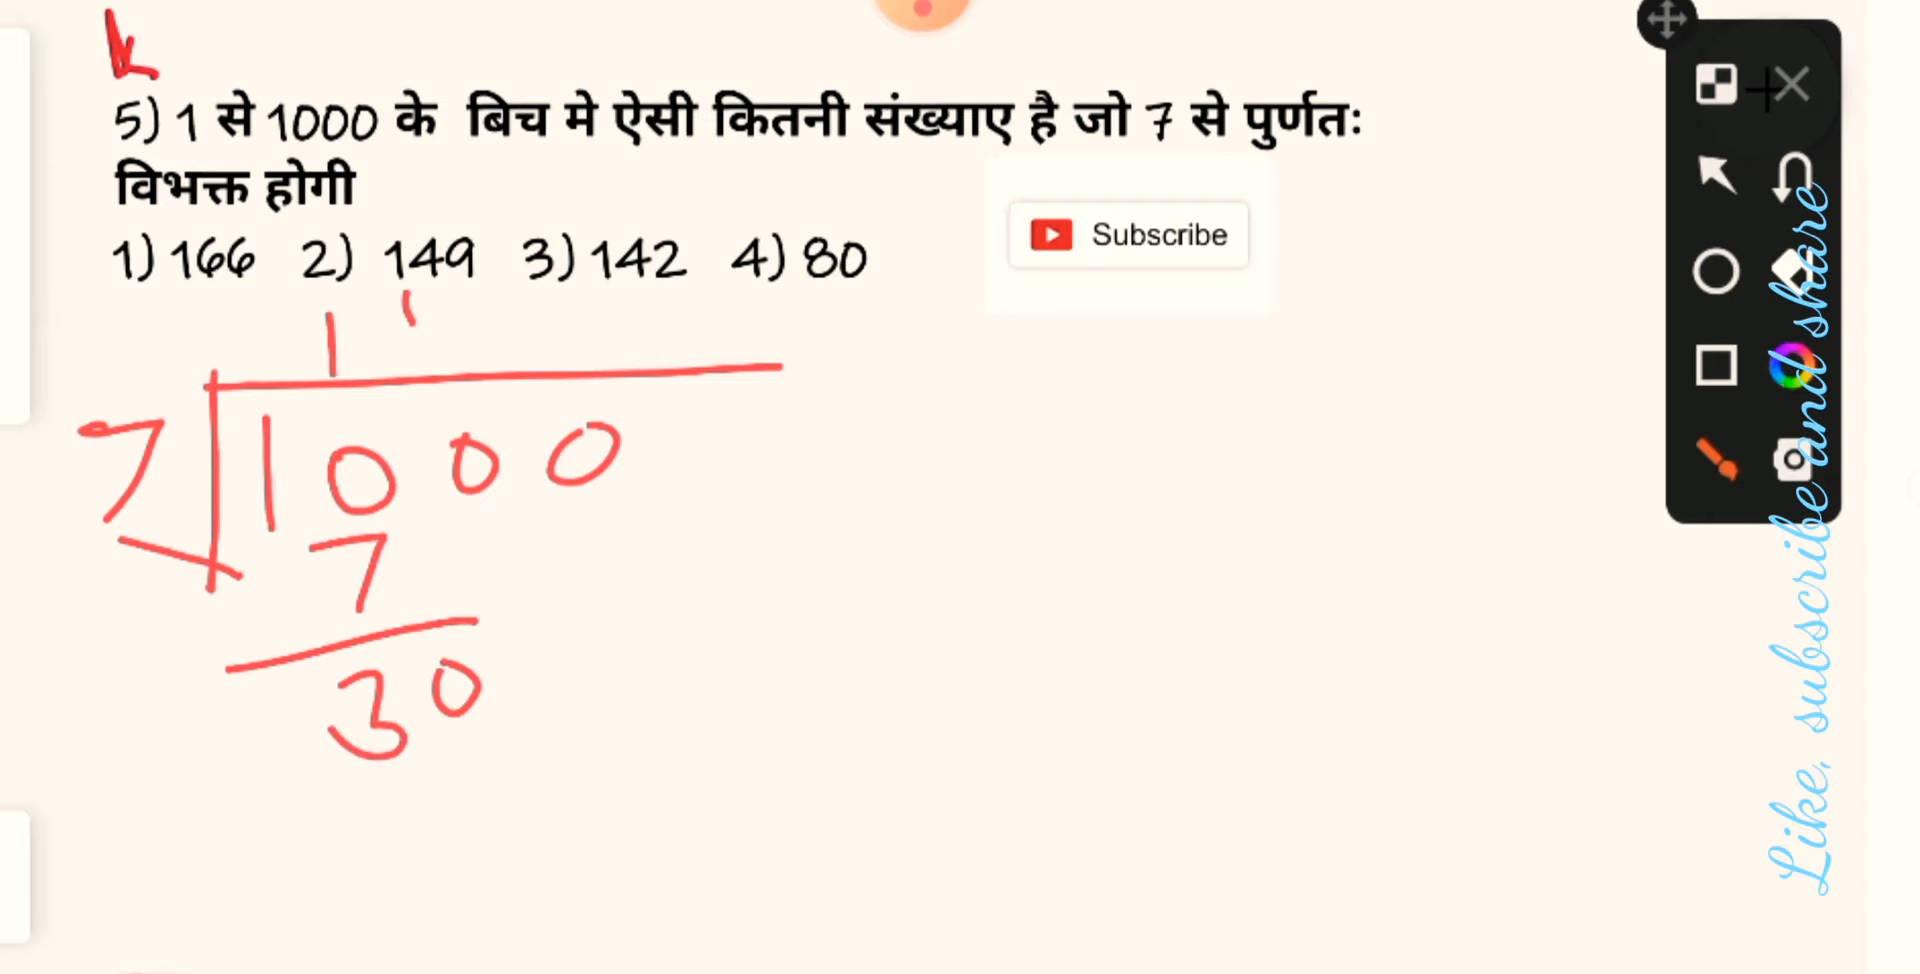 5) 1 से 1000 के बिच मे ऐसी कितनी संख्याए है जो 7 से पुर्णतः
विभक्त होगी
1) 166 2) 149 3) 142 4) 80
Subscribe
1
7 1000
7
30
Like, subscribe and share